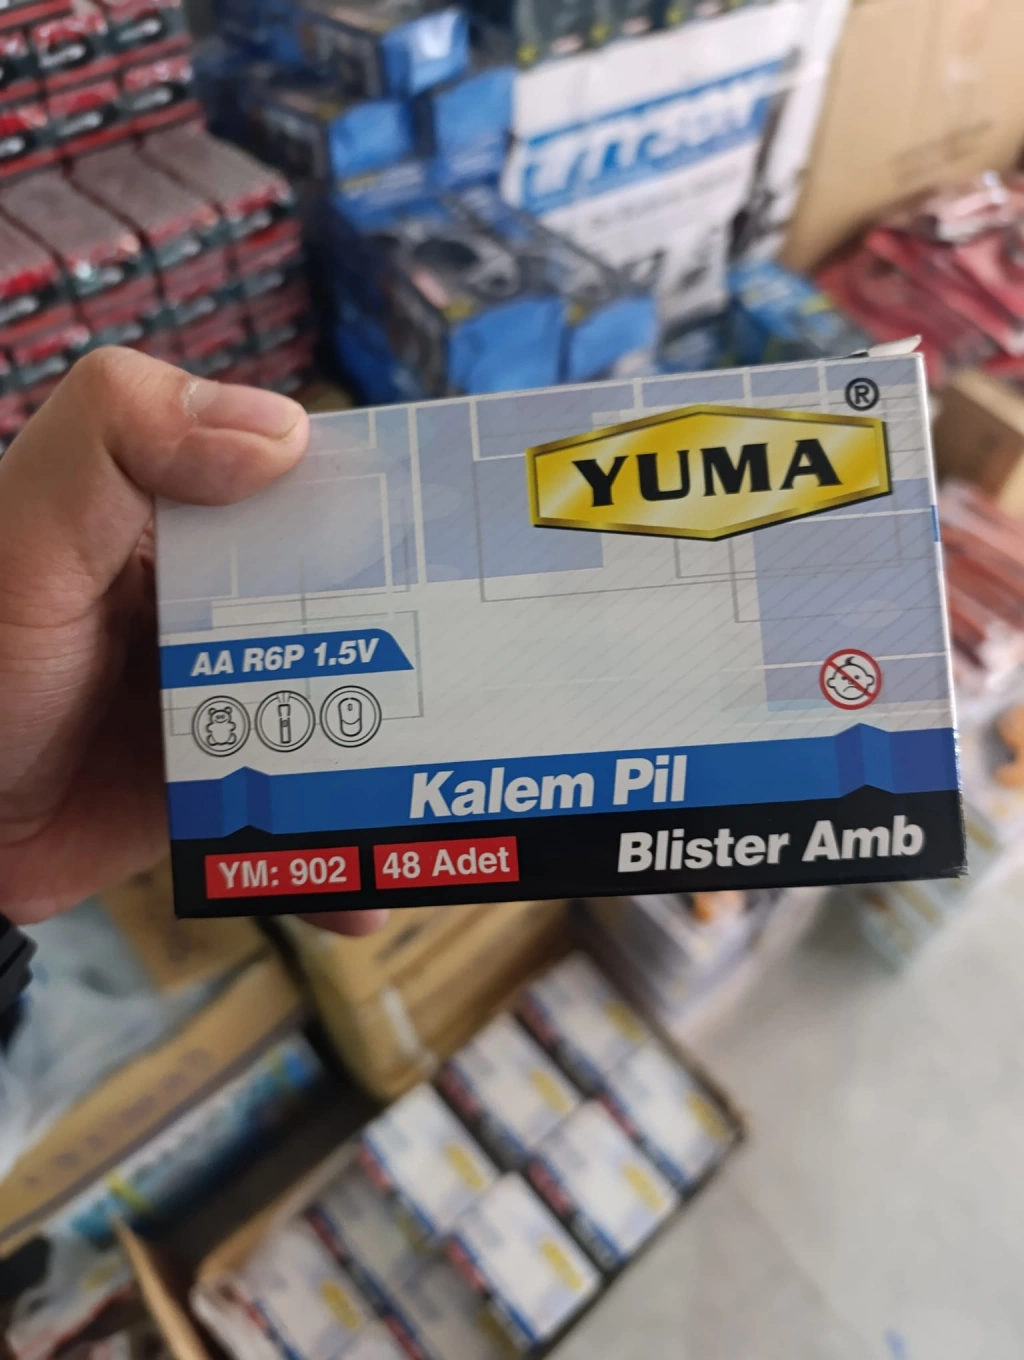 ®
YUMA
AA R6P 1.5V
Kalem Pil
YM: 902
48 Adet
Blister Amb